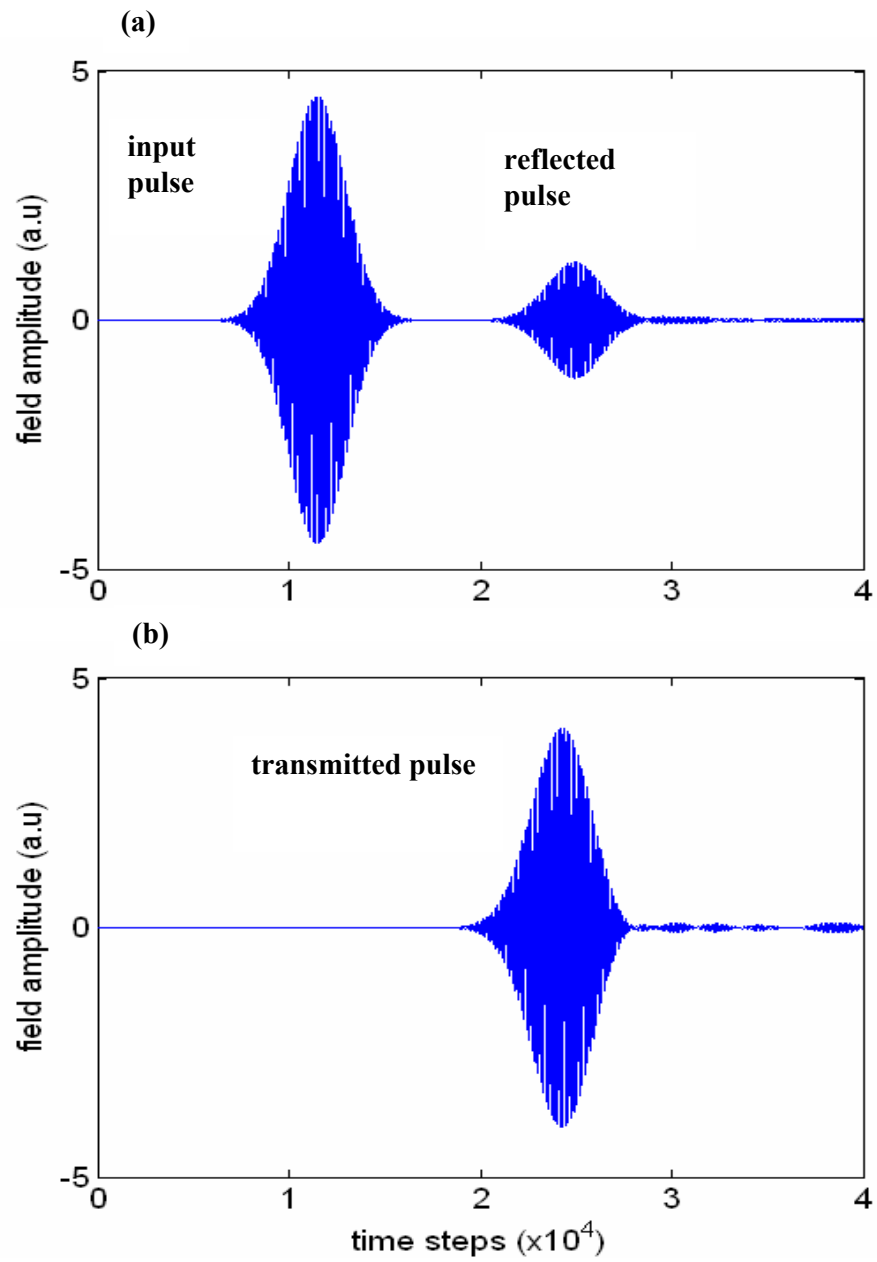 (a)
5
input
pulse
reflected
pulse
field amplitude (a.u)
0
-5
0 1 2 3 4
(b)
5
transmitted pulse
field amplitude (a.u)
0
-5
0 1 2 3 4
time steps (x10⁴)